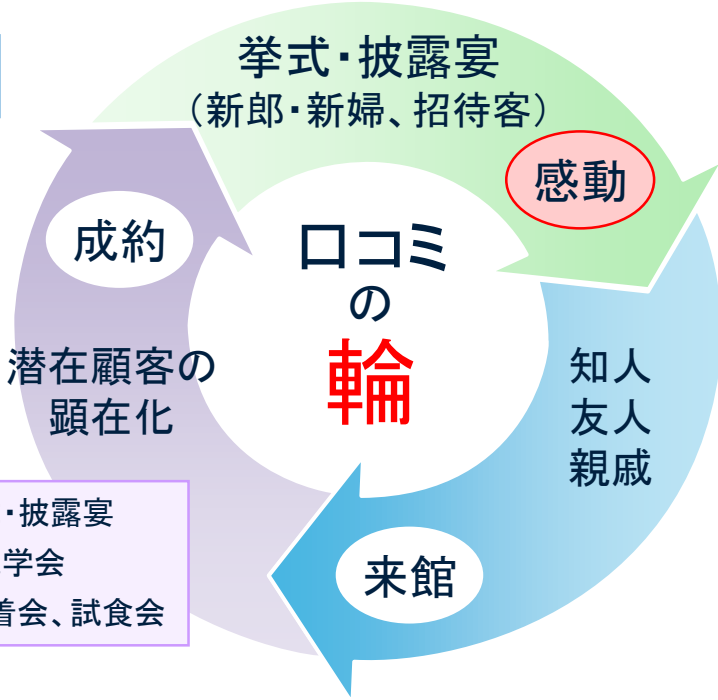 挙式・披露宴
（新郎・新婦、招待客）
感動
成約
口コミ
の
輪
潜在顧客の
顕在化
知人
友人
親戚
来館
・披露宴
学会
着会、試食会